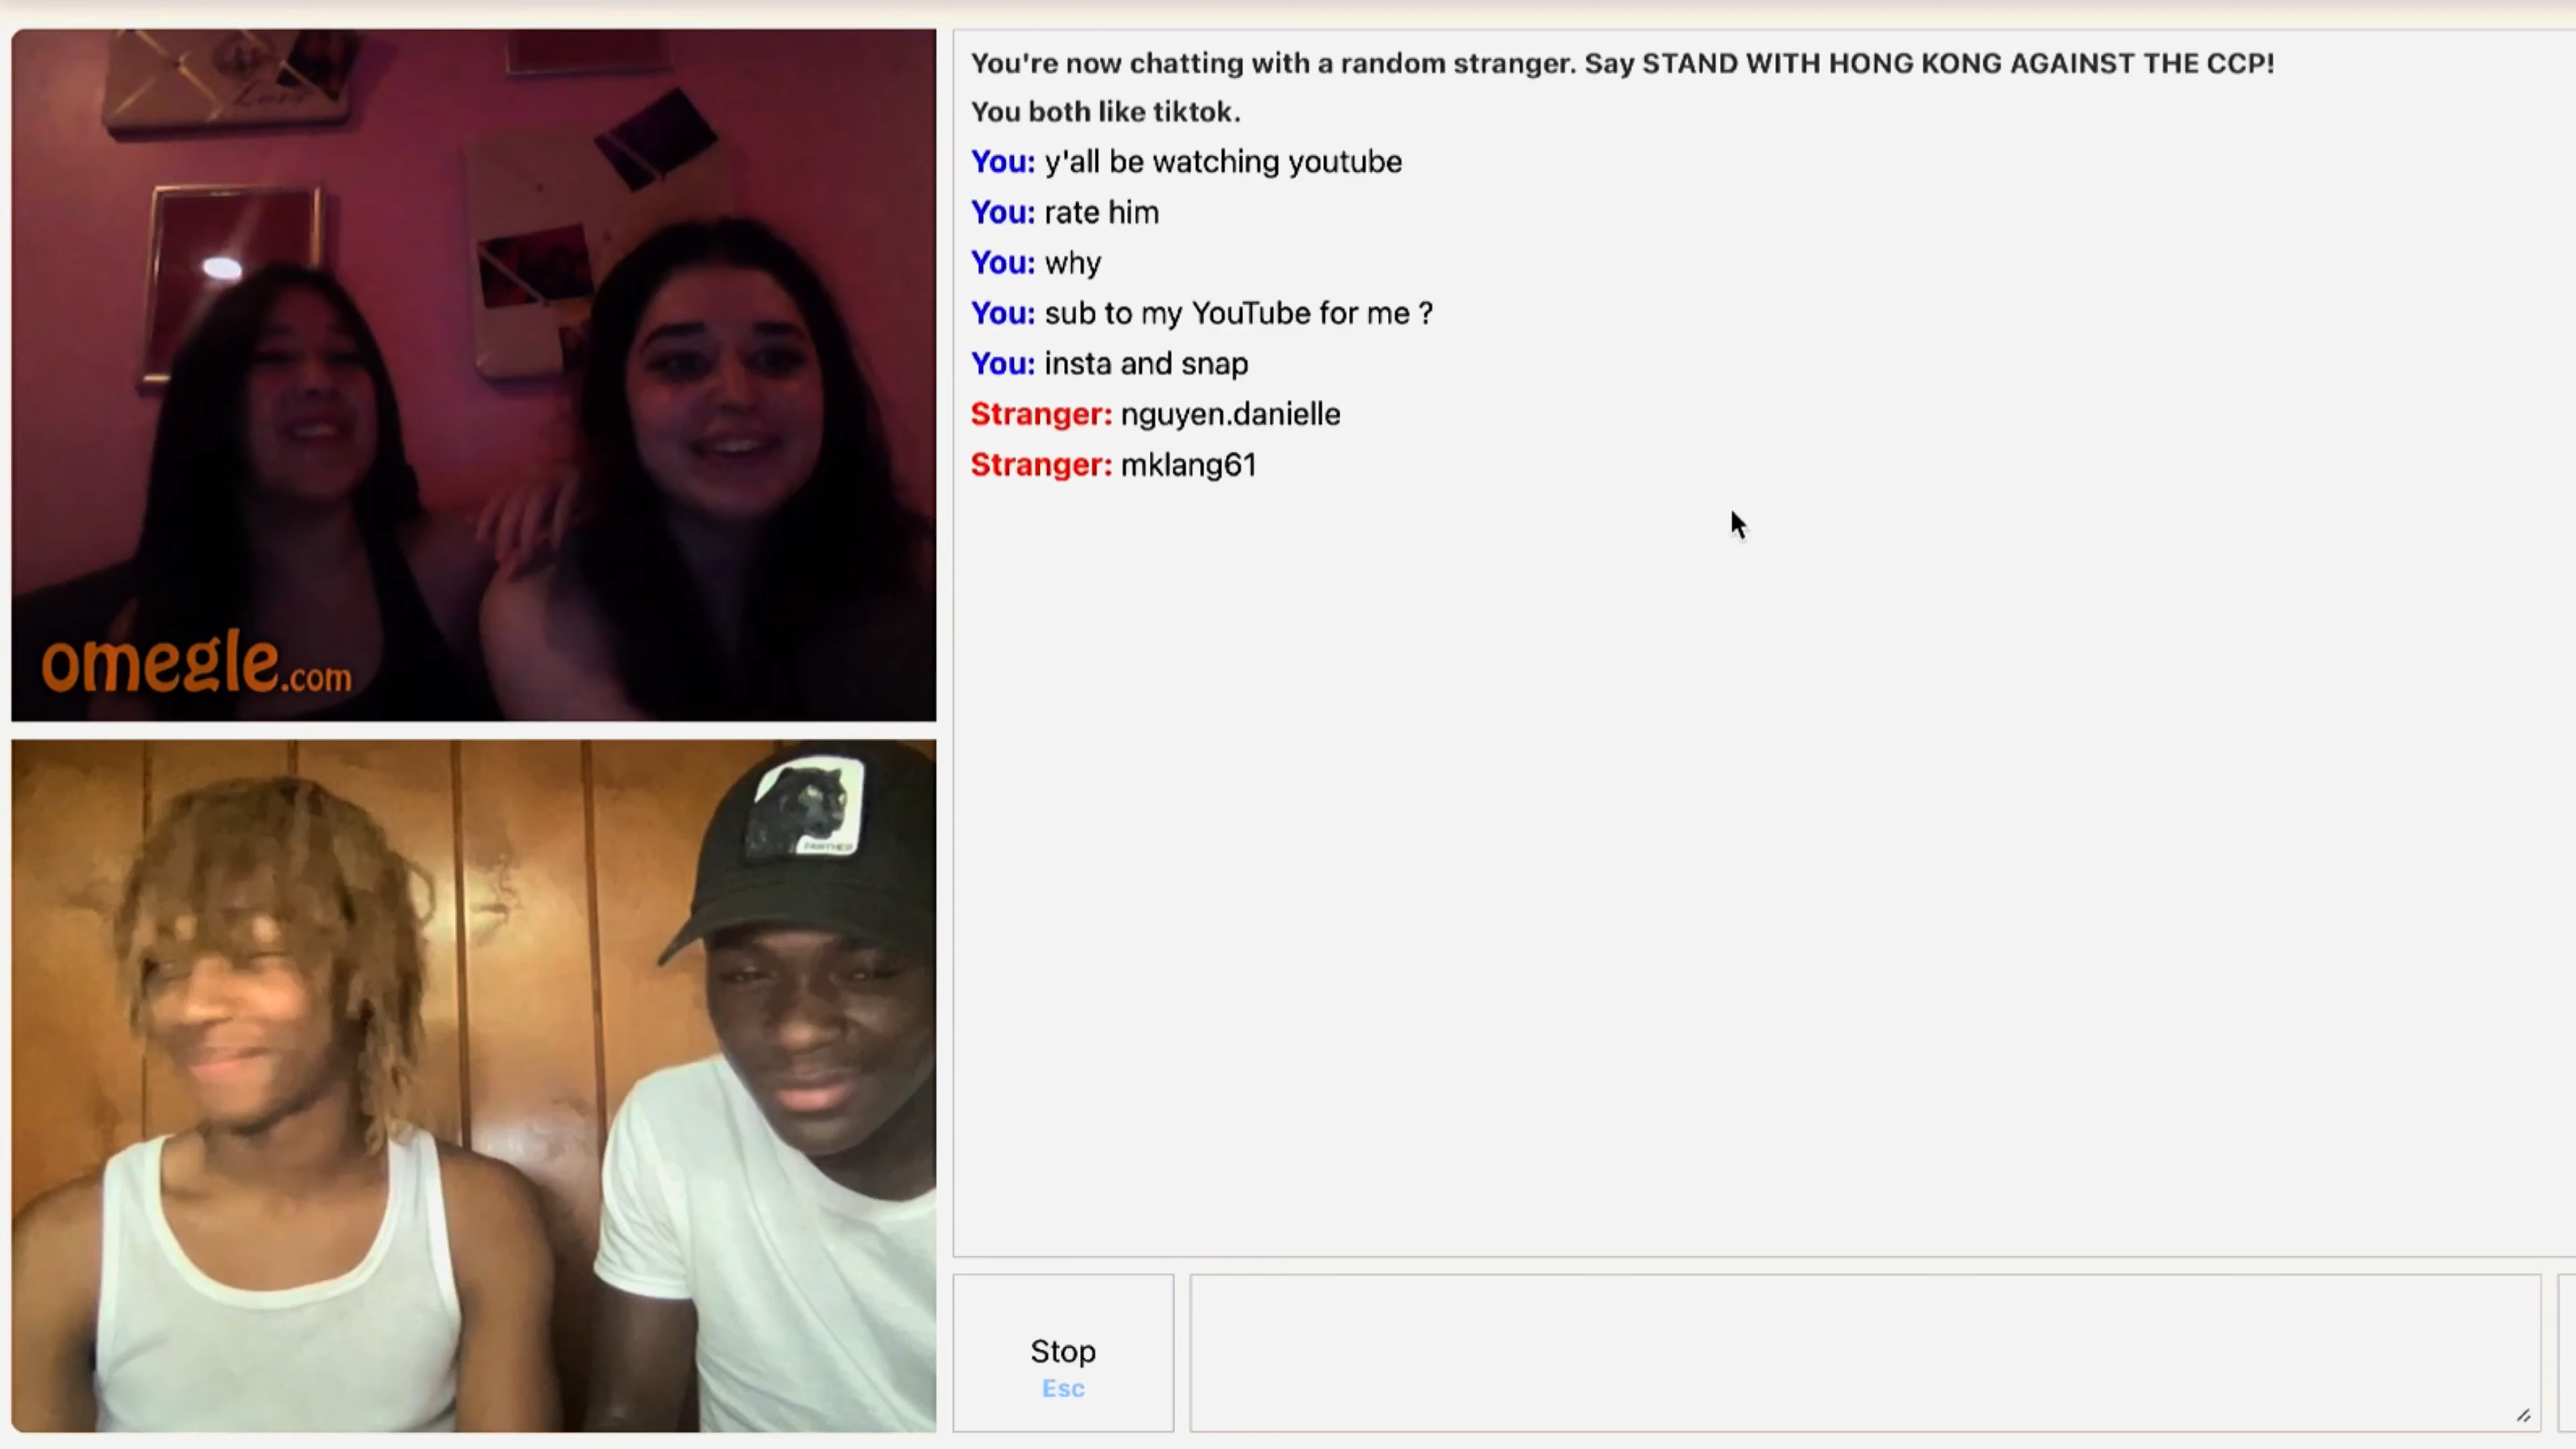 You're now chatting with a random stranger. Say STAND WITH HONG KONG AGAINST THE CCP!
You both like tiktok.
You: y'all be watching youtube
You: rate him
You: why
You: sub to my YouTube for me ?
You: insta and snap
Stranger: nguyen.danielle
Stranger: mklang61
Love
omegle.com
PANTHER
Stop
Esc